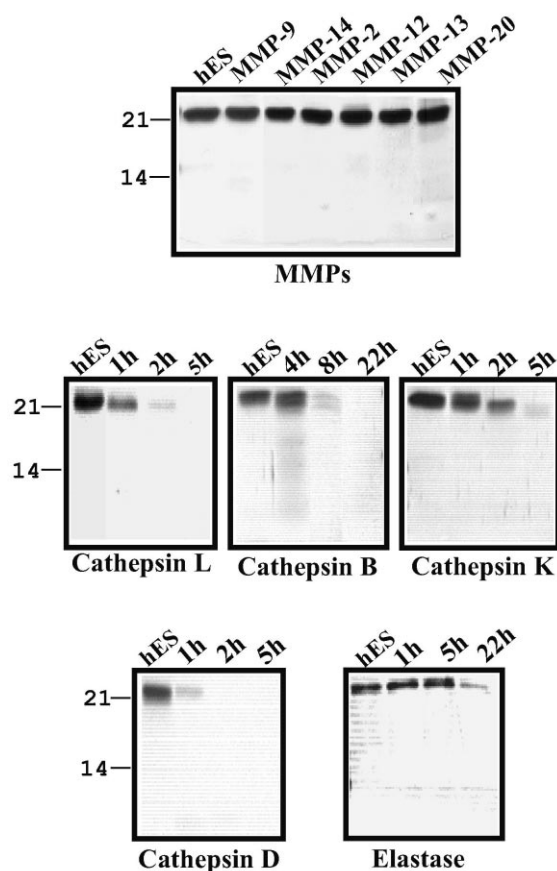 hES MMP-9 MMP-14 MMP-2 MMP-12 MMP-13 MMP-20
21
14
MMPs
hES 1h 2h 5h
21
14
Cathepsin L
hES 4h 8h 22h
Cathepsin B
hES 1h 2h 5h
Cathepsin K
hES 1h 2h 5h
21
14
Cathepsin D
hES 1h 5h 22h
Elastase